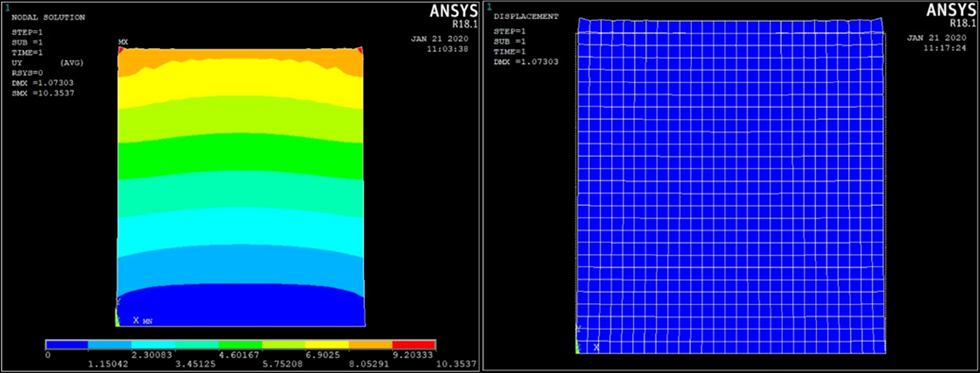 1
NODAL SOLUTION
STEP=1
SUB =1
TIME=1
UY (AVG)
RSYS=0
DMX =1.07303
SMX =10.3537
ANSYS
R18.1
JAN 21 2020
11:03:38
MX
Y
X MN
0 2.30083 4.60167 6.9025 9.20333
1.15042 3.45125 5.75208 8.05291 10.3537
1
DISPLACEMENT
STEP=1
SUB =1
TIME=1
DMX =1.07303
ANSYS
R18.1
JAN 21 2020
11:17:24
Y
X